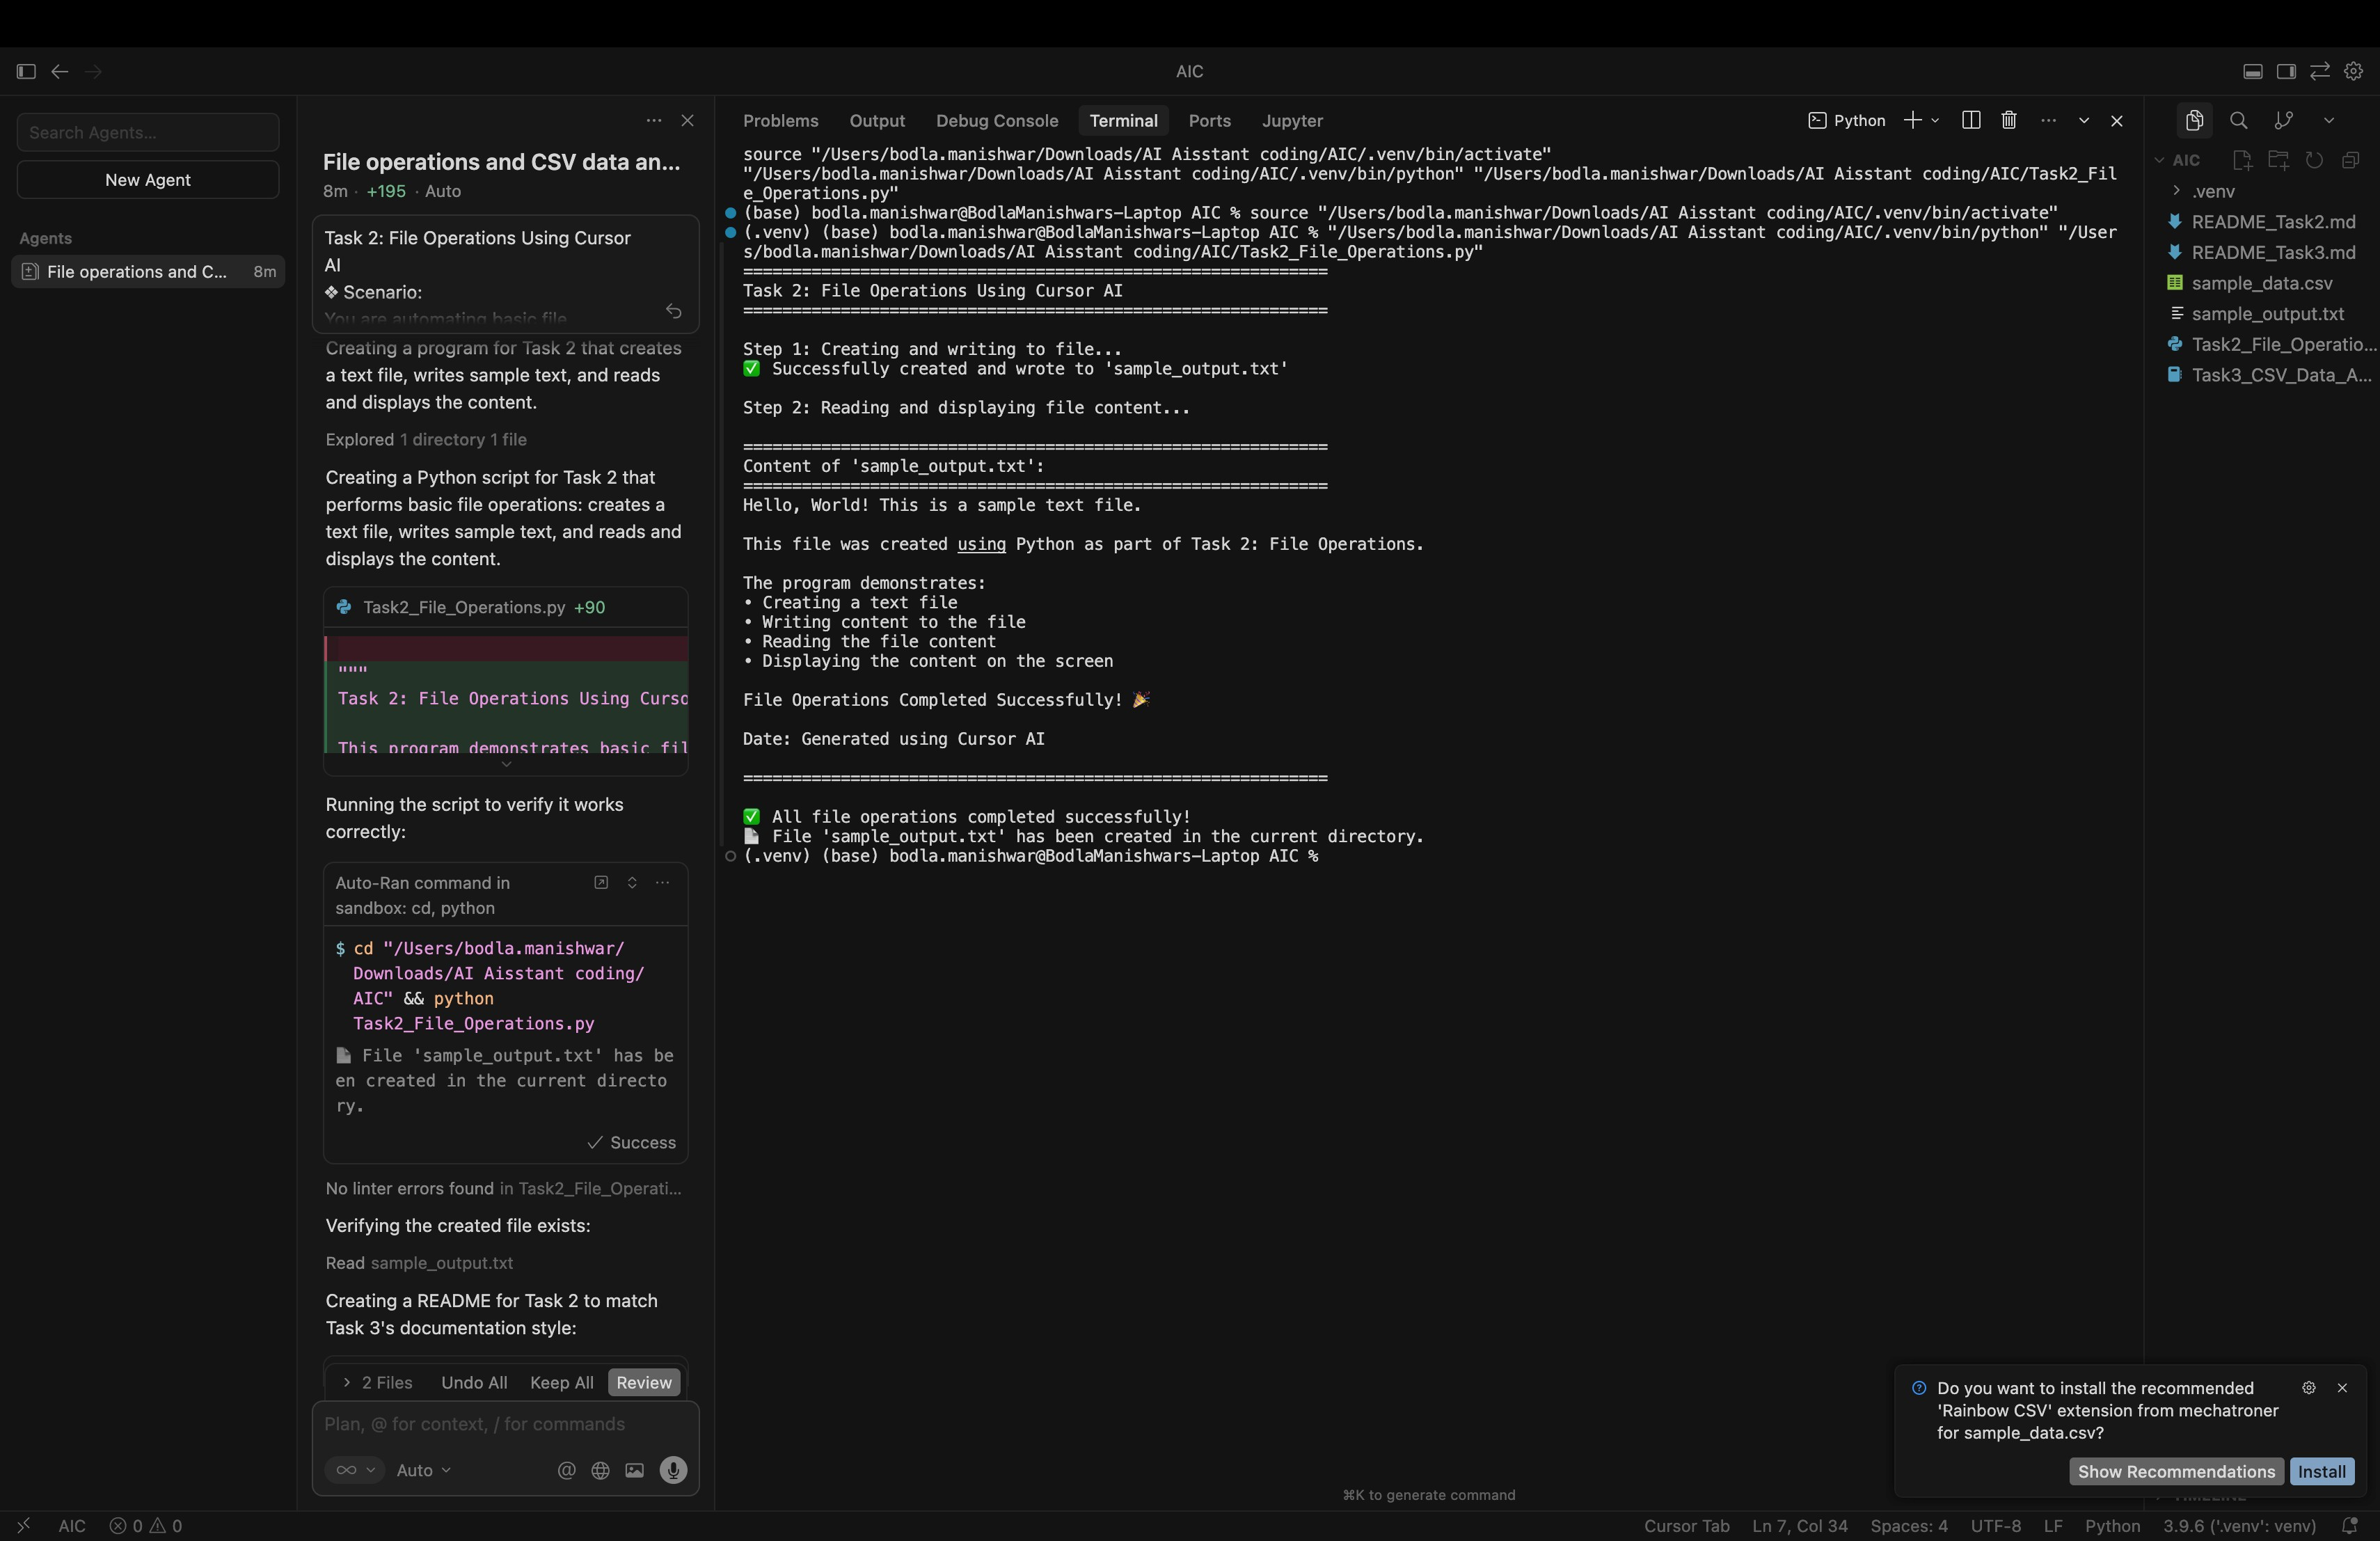 AIC
Search Agents...
New Agent
Agents
File operations and C... 8m
File operations and CSV data an...
8m · +195 · Auto
Task 2: File Operations Using Cursor
AI
❖ Scenario:
You are automating basic file
Creating a program for Task 2 that creates
a text file, writes sample text, and reads
and displays the content.
Explored 1 directory 1 file
Creating a Python script for Task 2 that
performs basic file operations: creates a
text file, writes sample text, and reads and
displays the content.
Task2_File_Operations.py +90
"""
Task 2: File Operations Using Curso
This program demonstrates basic fil
Running the script to verify it works
correctly:
Auto-Ran command in
sandbox: cd, python
$ cd "/Users/bodla.manishwar/
Downloads/AI Aisstant coding/
AIC" && python
Task2_File_Operations.py
📄 File 'sample_output.txt' has be
en created in the current directo
ry.
✓ Success
No linter errors found in Task2_File_Operati...
Verifying the created file exists:
Read sample_output.txt
Creating a README for Task 2 to match
Task 3's documentation style:
> 2 Files Undo All Keep All Review
Plan, @ for context, / for commands
∞ Auto
Problems Output Debug Console Terminal Ports Jupyter
Python
source "/Users/bodla.manishwar/Downloads/AI Aisstant coding/AIC/.venv/bin/activate"
"/Users/bodla.manishwar/Downloads/AI Aisstant coding/AIC/.venv/bin/python" "/Users/bodla.manishwar/Downloads/AI Aisstant coding/AIC/Task2_Fil
e_Operations.py"
(base) bodla.manishwar@BodlaManishwars-Laptop AIC % source "/Users/bodla.manishwar/Downloads/AI Aisstant coding/AIC/.venv/bin/activate"
(.venv) (base) bodla.manishwar@BodlaManishwars-Laptop AIC % "/Users/bodla.manishwar/Downloads/AI Aisstant coding/AIC/.venv/bin/python" "/User
s/bodla.manishwar/Downloads/AI Aisstant coding/AIC/Task2_File_Operations.py"
============================================================
Task 2: File Operations Using Cursor AI
============================================================
Step 1: Creating and writing to file...
✅ Successfully created and wrote to 'sample_output.txt'
Step 2: Reading and displaying file content...
============================================================
Content of 'sample_output.txt':
============================================================
Hello, World! This is a sample text file.
This file was created using Python as part of Task 2: File Operations.
The program demonstrates:
• Creating a text file
• Writing content to the file
• Reading the file content
• Displaying the content on the screen
File Operations Completed Successfully! 🎉
Date: Generated using Cursor AI
============================================================
✅ All file operations completed successfully!
📄 File 'sample_output.txt' has been created in the current directory.
(.venv) (base) bodla.manishwar@BodlaManishwars-Laptop AIC %
⌘K to generate command
AIC
.venv
README_Task2.md
README_Task3.md
sample_data.csv
sample_output.txt
Task2_File_Operatio...
Task3_CSV_Data_A...
Do you want to install the recommended
'Rainbow CSV' extension from mechatroner
for sample_data.csv?
Show Recommendations Install
AIC 0 0
Cursor Tab Ln 7, Col 34 Spaces: 4 UTF-8 LF Python 3.9.6 ('.venv': venv)